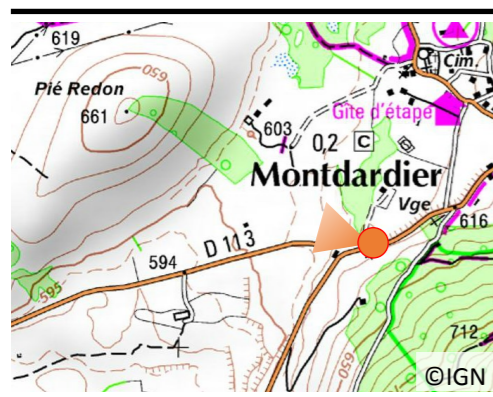 619
Cim.
Pié Redon
650
661
Gîte d'étape
603
0,2
C
Montdardier
Vge
616
D 113
594
595
650
712
©IGN